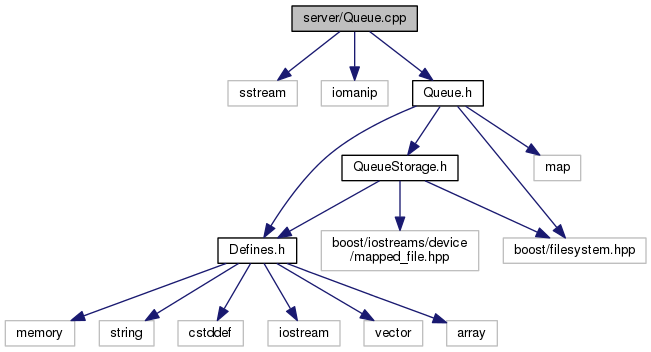 server/Queue.cpp
sstream
iomanip
Queue.h
QueueStorage.h
map
Defines.h
boost/iostreams/device
/mapped_file.hpp
boost/filesystem.hpp
memory
string
cstddef
iostream
vector
array